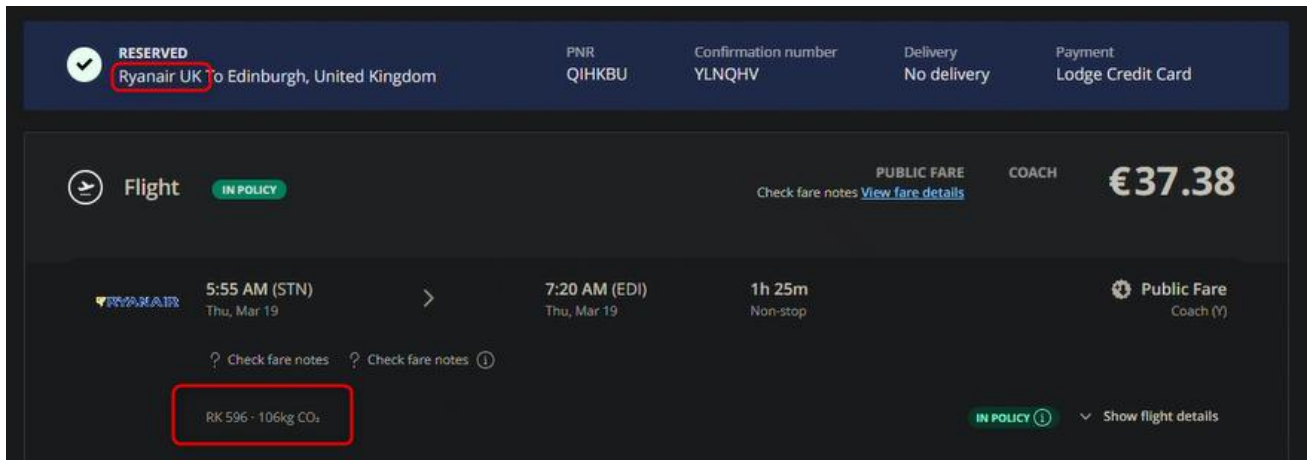 RESERVED
Ryanair UK To Edinburgh, United Kingdom
PNR
QIHKBU
Confirmation number
YLNQHV
Delivery
No delivery
Payment
Lodge Credit Card
Flight
IN POLICY
PUBLIC FARE
Check fare notes View fare details
COACH
€37.38
RYANAIR
5:55 AM (STN)
Thu, Mar 19
7:20 AM (EDI)
Thu, Mar 19
1h 25m
Non-stop
Public Fare
Coach (Y)
? Check fare notes ? Check fare notes
RK 596 - 106kg CO₂
IN POLICY
Show flight details